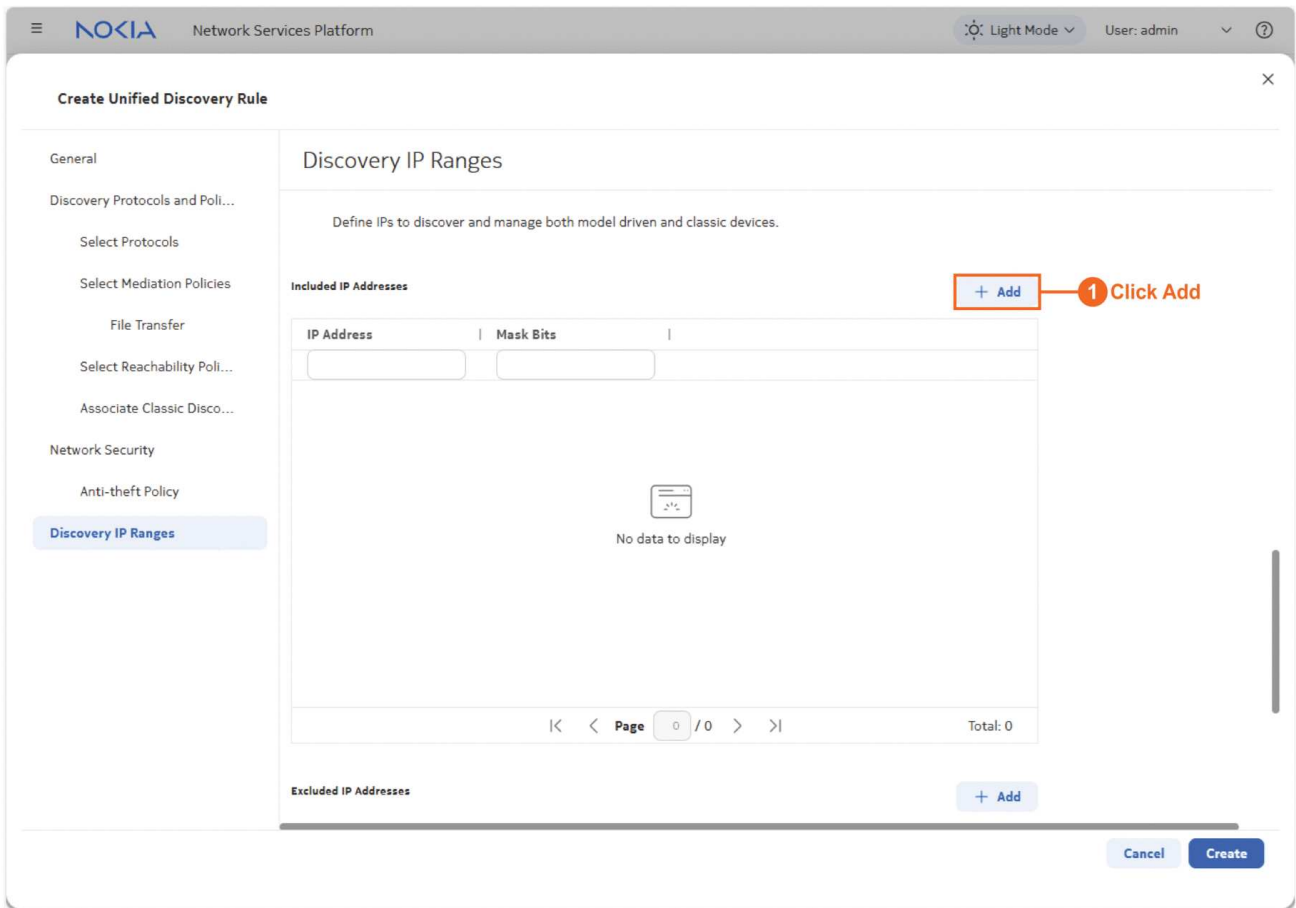 NOKIA Network Services Platform Light Mode User: admin
Create Unified Discovery Rule
General
Discovery Protocols and Poli...
Select Protocols
Select Mediation Policies
File Transfer
Select Reachability Poli...
Associate Classic Disco...
Network Security
Anti-theft Policy
Discovery IP Ranges
Discovery IP Ranges
Define IPs to discover and manage both model driven and classic devices.
Included IP Addresses
+ Add
1 Click Add
IP Address | Mask Bits |
No data to display
Page 0 / 0 Total: 0
Excluded IP Addresses
+ Add
Cancel Create